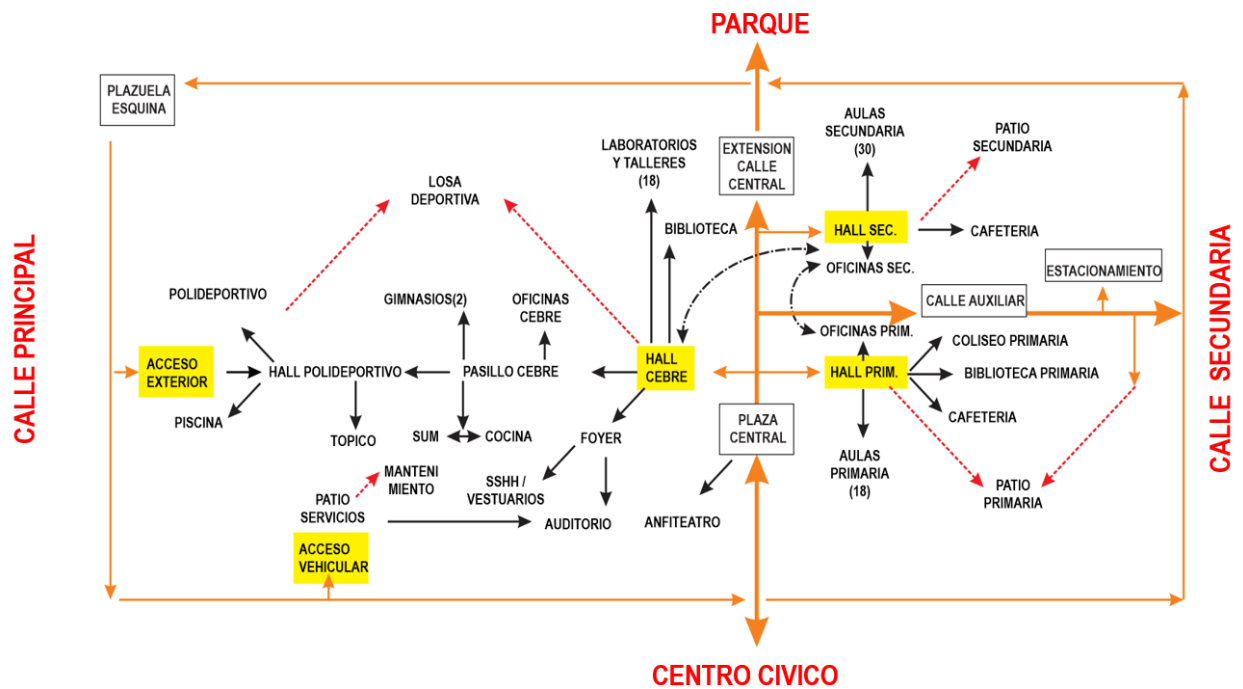 PARQUE
PLAZUELA
ESQUINA
AULAS
SECUNDARIA
(30)
PATIO
SECUNDARIA
LABORATORIOS
Y TALLERES
(18)
EXTENSION
CALLE
CENTRAL
LOSA
DEPORTIVA
BIBLIOTECA
HALL SEC.
CAFETERIA
OFICINAS SEC.
ESTACIONAMIENTO
CALLE PRINCIPAL
CALLE SECUNDARIA
POLIDEPORTIVO
GIMNASIOS(2)
OFICINAS
CEBRE
CALLE AUXILIAR
OFICINAS PRIM.
COLISEO PRIMARIA
ACCESO
EXTERIOR
HALL POLIDEPORTIVO
PASILLO CEBRE
HALL
CEBRE
HALL PRIM.
BIBLIOTECA PRIMARIA
CAFETERIA
PISCINA
TOPICO
SUM
COCINA
FOYER
PLAZA
CENTRAL
AULAS
PRIMARIA
(18)
MANTENI
MIENTO
PATIO
SERVICIOS
SSHH /
VESTUARIOS
AUDITORIO
ANFITEATRO
PATIO
PRIMARIA
ACCESO
VEHICULAR
CENTRO CIVICO